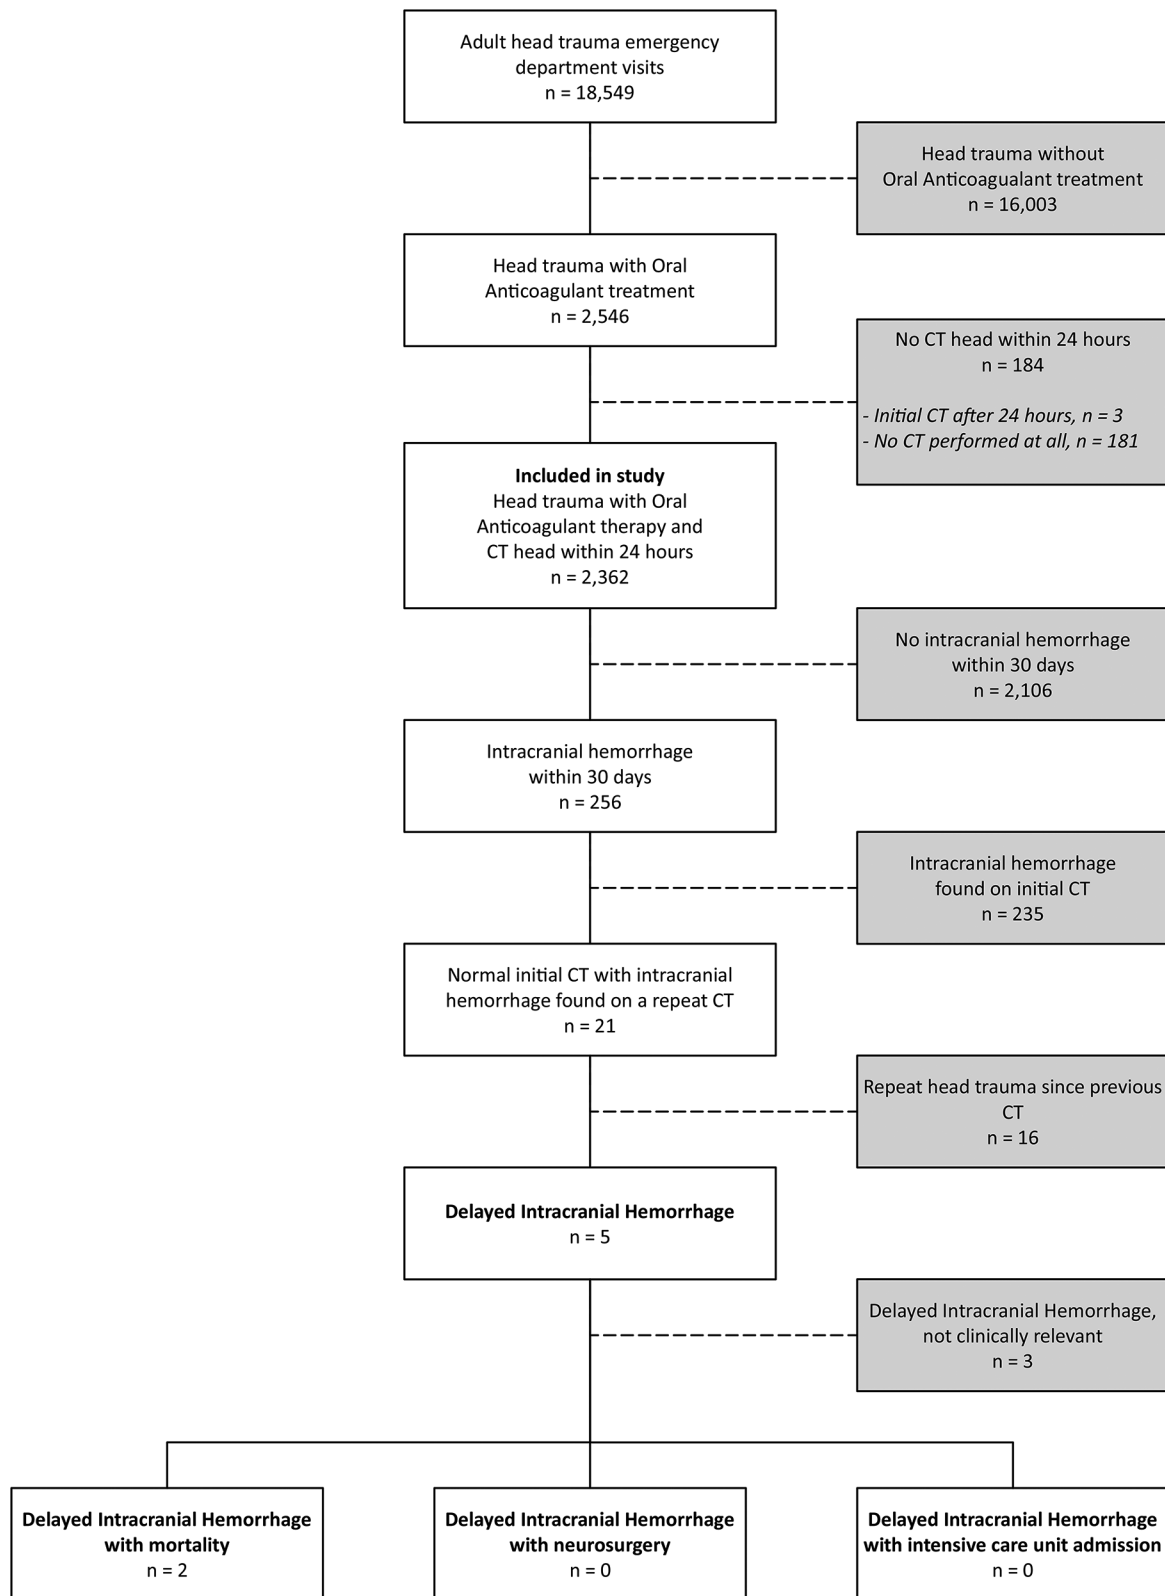 Adult head trauma emergency
department visits
n = 18,549
Head trauma without
Oral Anticoagualant treatment
n = 16,003
Head trauma with Oral
Anticoagulant treatment
n = 2,546
No CT head within 24 hours
n = 184
- Initial CT after 24 hours, n = 3
- No CT performed at all, n = 181
Included in study
Head trauma with Oral
Anticoagulant therapy and
CT head within 24 hours
n = 2,362
No intracranial hemorrhage
within 30 days
n = 2,106
Intracranial hemorrhage
within 30 days
n = 256
Intracranial hemorrhage
found on initial CT
n = 235
Normal initial CT with intracranial
hemorrhage found on a repeat CT
n = 21
Repeat head trauma since previous
CT
n = 16
Delayed Intracranial Hemorrhage
n = 5
Delayed Intracranial Hemorrhage,
not clinically relevant
n = 3
Delayed Intracranial Hemorrhage
with mortality
n = 2
Delayed Intracranial Hemorrhage
with neurosurgery
n = 0
Delayed Intracranial Hemorrhage
with intensive care unit admission
n = 0